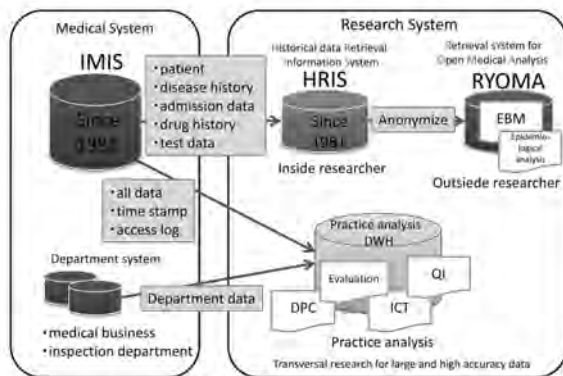 Medical System
IMIS
Since
• patient
• disease history
• admission data
• drug history
• test data
• all data
• time stamp
• access log
Department system
Department data
• medical business
• inspection department
Research System
Historical data Retrieval
Information System
HRIS
Since
1981
Inside researcher
Anonymize
Retrieval system for
Open Medical Analysis
RYOMA
EBM
Epidemio-
logical
analysis
Outsiede researcher
Practice analysis
DWH
Evaluation
QI
DPC
ICT
Practice analysis
Transversal research for large and high accuracy data